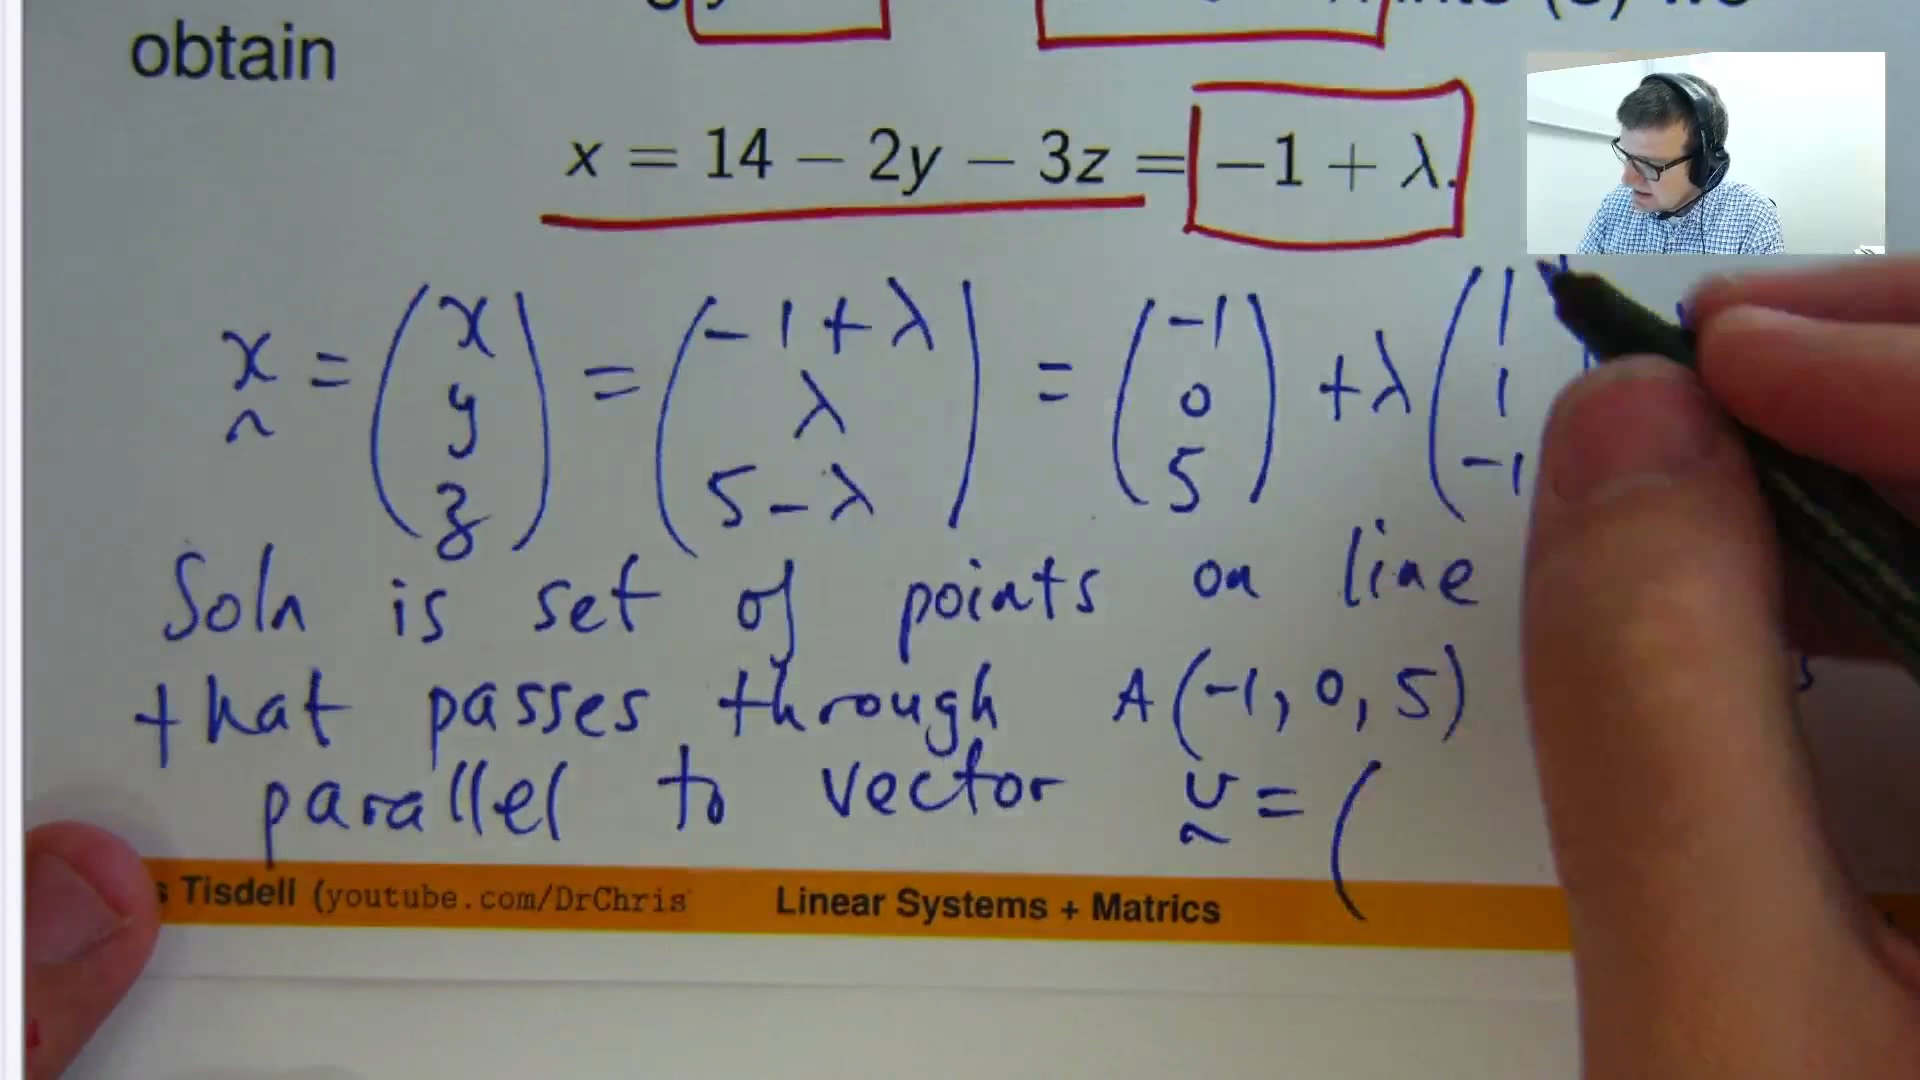 obtain
x = 14 − 2y − 3z = −1 + λ.
x = ( x y z ) = ( −1+λ λ 5−λ ) = ( −1 0 5 ) + λ ( 1 1 −1
Soln is set of points on line
that passes through A(-1, 0, 5)
parallel to vector v = (
s Tisdell (youtube.com/DrChris Linear Systems + Matrics